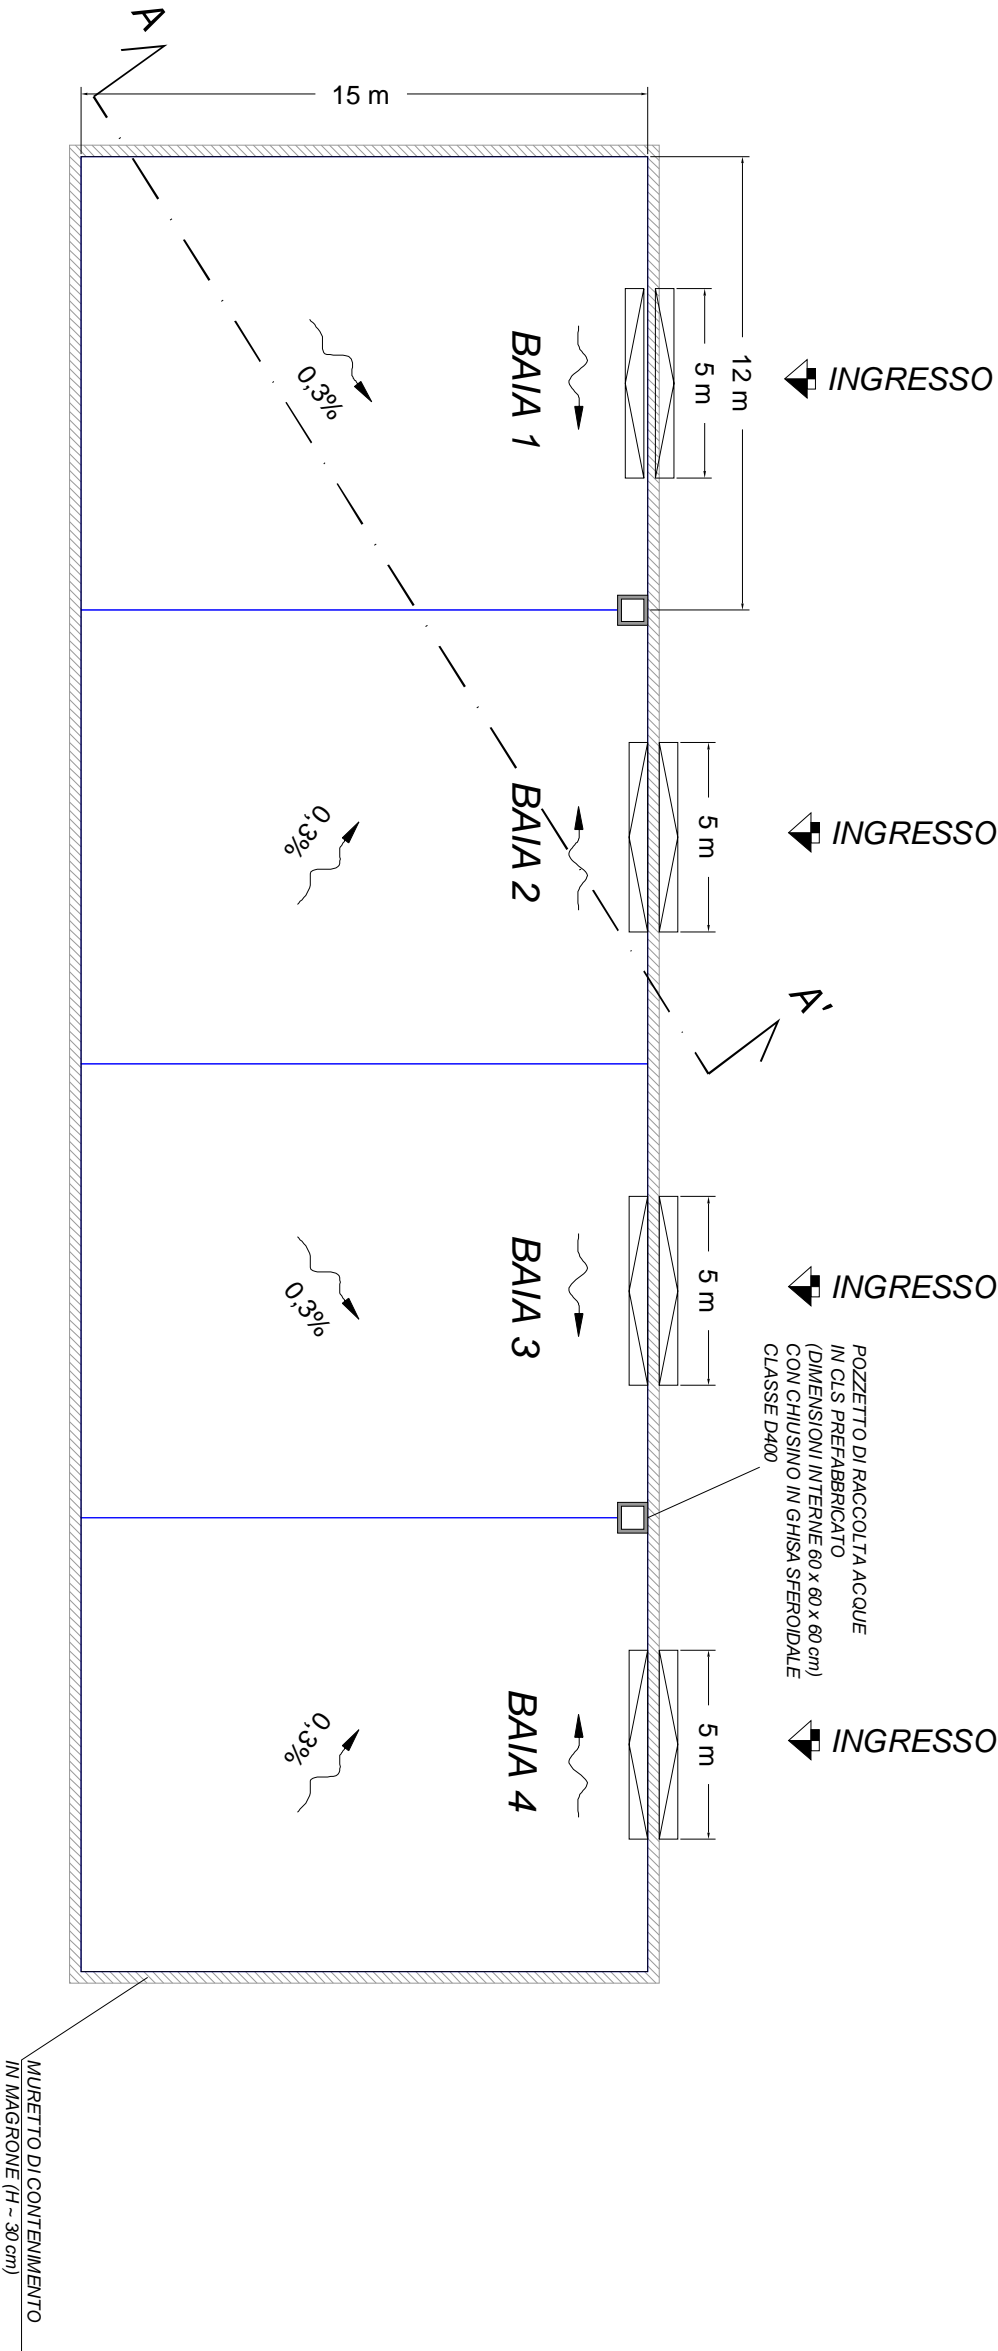 A
15 m
12 m
5 m
INGRESSO
BAIA 1
0,3%
5 m
INGRESSO
BAIA 2
0,3%
A'
5 m
INGRESSO
BAIA 3
0,3%
POZZETTO DI RACCOLTA ACQUE
IN CLS PREFABBRICATO
(DIMENSIONI INTERNE 60 x 60 x 60 cm)
CON CHIUSINO IN GHISA SFEROIDALE
CLASSE D400
5 m
INGRESSO
BAIA 4
0,3%
MURETTO DI CONTENIMENTO
IN MAGRONE (H ~ 30 cm)